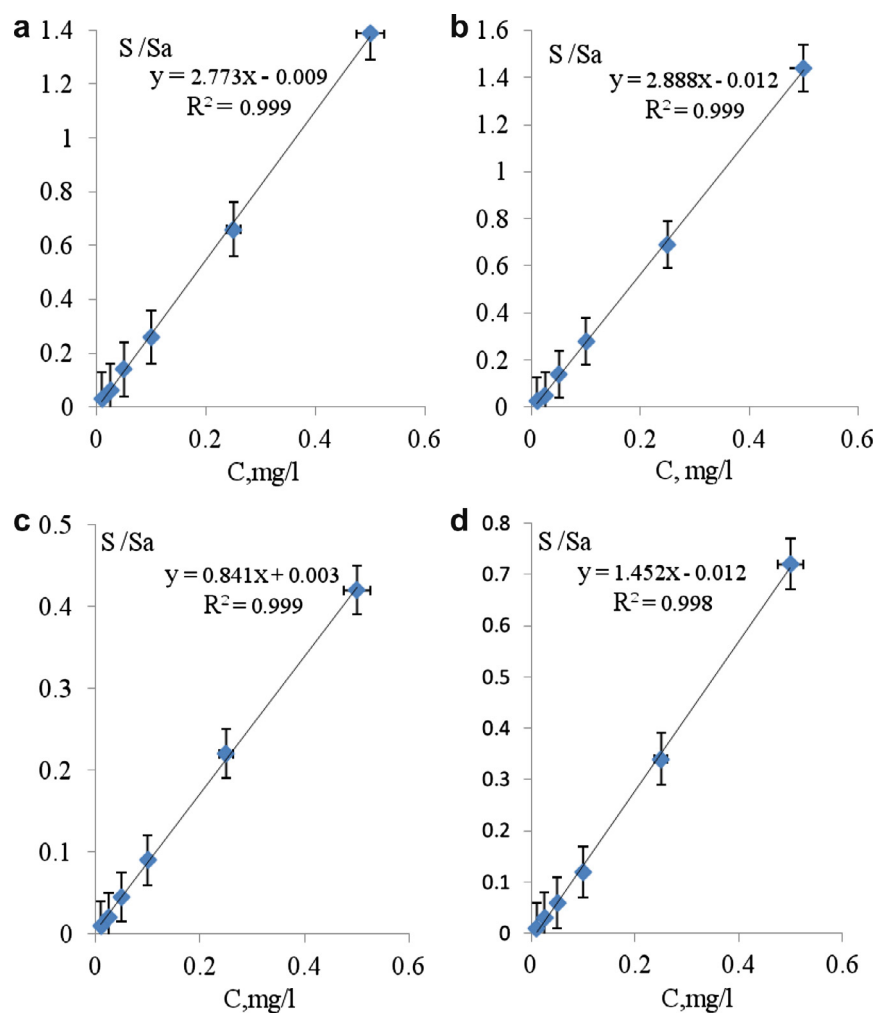 a
1.4
1.2
1
0.8
0.6
0.4
0.2
0
S /Sa
y = 2.773x - 0.009
R² = 0.999
0 0.2 0.4 0.6
C,mg/l
b
1.6
1.4
1.2
1
0.8
0.6
0.4
0.2
0
S /Sa
y = 2.888x - 0.012
R² = 0.999
0 0.2 0.4 0.6
C, mg/l
c
0.5
0.4
0.3
0.2
0.1
0
S /Sa
y = 0.841x + 0.003
R² = 0.999
0 0.2 0.4 0.6
C,mg/l
d
0.8
0.7
0.6
0.5
0.4
0.3
0.2
0.1
0
S /Sa
y = 1.452x - 0.012
R² = 0.998
0 0.2 0.4 0.6
C,mg/l